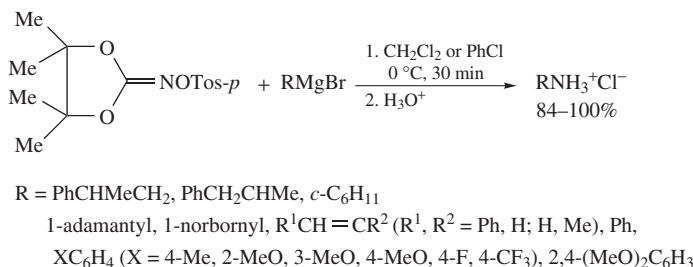 Me
Me
Me
Me
O
O
NOTos-p + RMgBr
1. CH₂Cl₂ or PhCl
0 °C, 30 min
2. H₃O⁺
RNH₃⁺Cl⁻
84–100%
R = PhCHMeCH₂, PhCH₂CHMe, c-C₆H₁₁
1-adamantyl, 1-norbornyl, R¹CH=CR² (R¹, R² = Ph, H; H, Me), Ph,
XC₆H₄ (X = 4-Me, 2-MeO, 3-MeO, 4-MeO, 4-F, 4-CF₃), 2,4-(MeO)₂C₆H₃